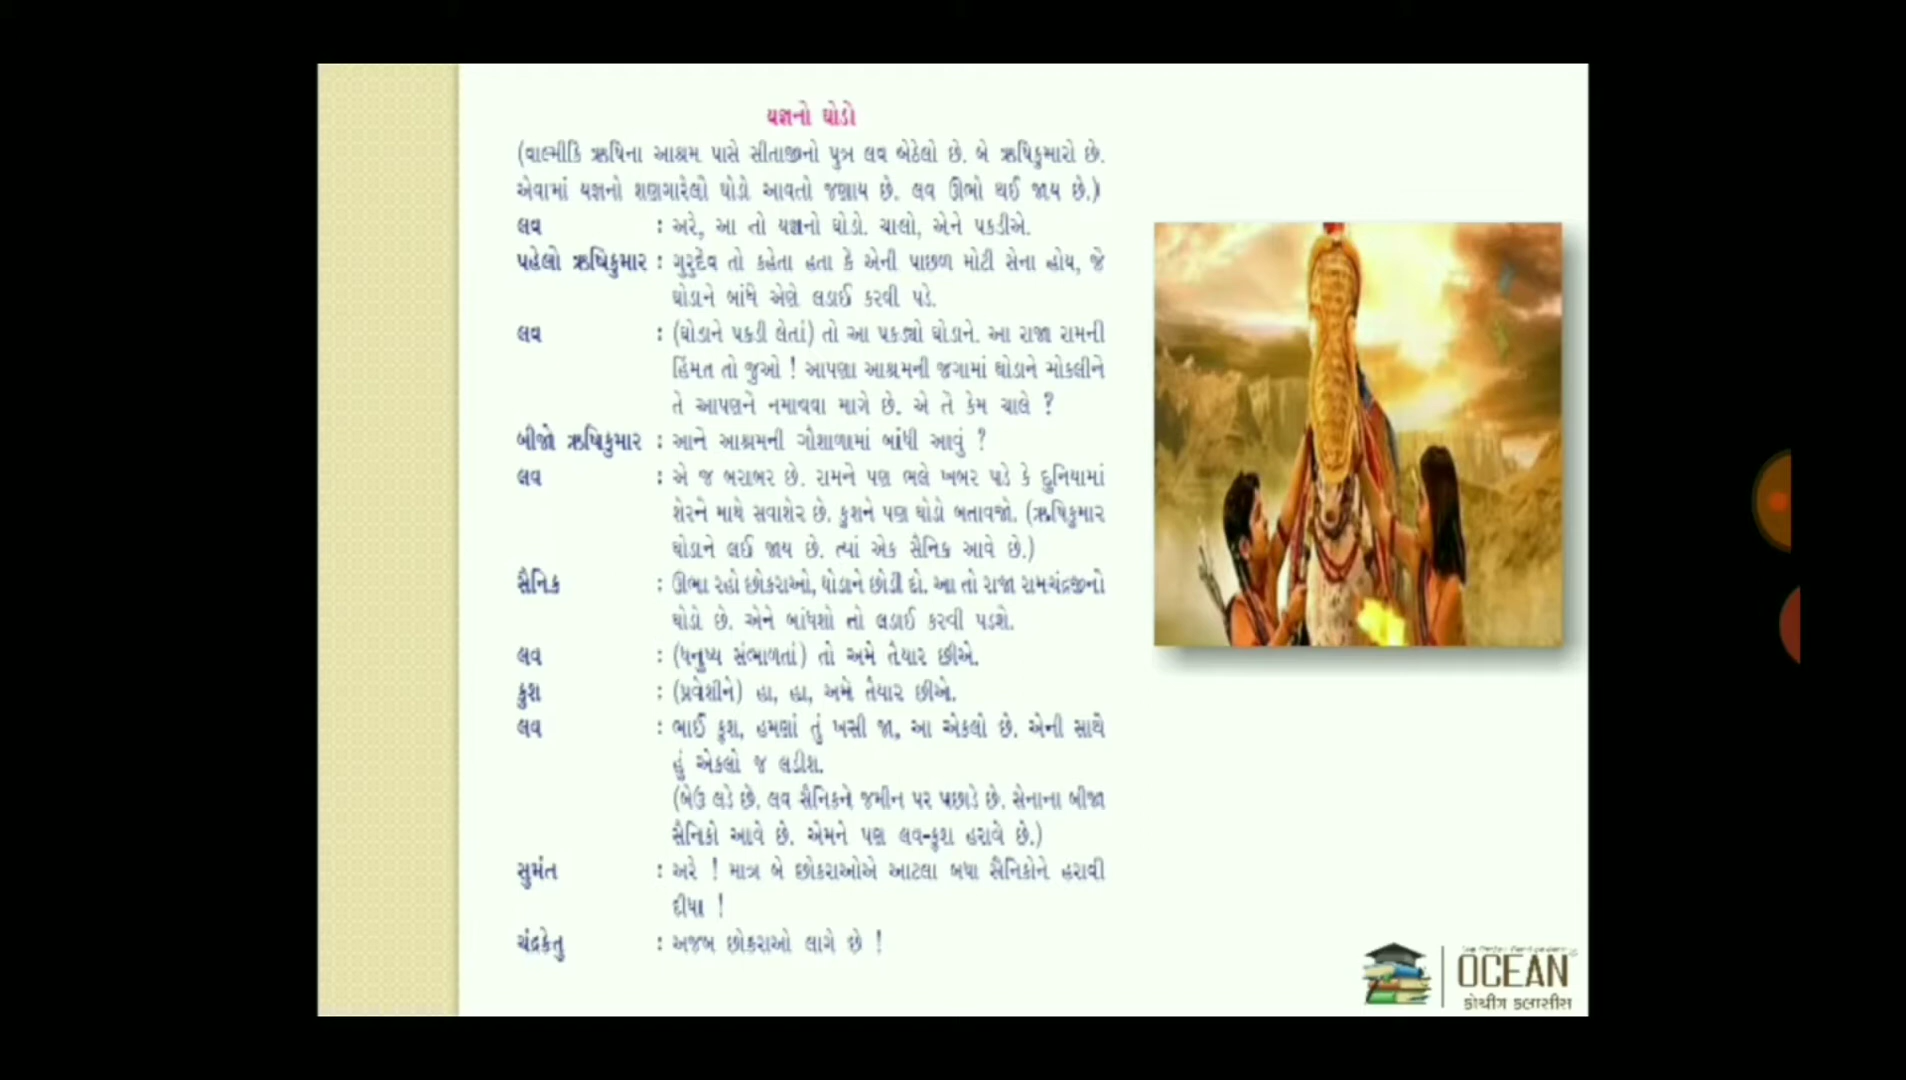 યજ્ઞનો ઘોડો
(વાલ્મીકિ ઋષિના આશ્રમ પાસે સીતાજીનો પુત્ર લવ બેઠેલો છે. બે ઋષિકુમારો છે.
એવામાં યજ્ઞનો શણગારેલો ઘોડો આવતો જણાય છે. લવ ઊભો થઈ જાય છે.)
લવ : અરે, આ તો યજ્ઞનો ઘોડો. ચાલો, એને પકડીએ.
પહેલો ઋષિકુમાર : ગુરુદેવ તો કહેતા હતા કે એની પાછળ મોટી સેના હોય, જે
ઘોડાને બાંધે એણે લડાઈ કરવી પડે.
લવ : (ઘોડાને પકડી લેતાં) તો આ પકડ્યો ઘોડાને. આ રાજા રામની
હિંમત તો જુઓ ! આપણા આશ્રમની જગામાં ઘોડાને મોકલીને
તે આપણને નમાવવા માગે છે. એ તે કેમ ચાલે ?
બીજો ઋષિકુમાર : આને આશ્રમની ગૌશાળામાં બાંધી આવું ?
લવ : એ જ બરાબર છે. રામને પણ ભલે ખબર પડે કે દુનિયામાં
શેરને માથે સવાશેર છે. કુશને પણ ઘોડો બતાવજો. (ઋષિકુમાર
ઘોડાને લઈ જાય છે. ત્યાં એક સૈનિક આવે છે.)
સૈનિક : ઊભા રહો છોકરાઓ, ઘોડાને છોડી દો. આ તો રાજા રામચંદ્રજીનો
ઘોડો છે. એને બાંધશો તો લડાઈ કરવી પડશે.
લવ : (ધનુષ્ય સંભાળતાં) તો અમે તૈયાર છીએ.
કુશ : (પ્રવેશીને) હા, હા, અમે તૈયાર છીએ.
લવ : ભાઈ કુશ, હમણાં તું ખસી જા, આ એકલો છે. એની સાથે
હું એકલો જ લડીશ.
(બેઉ લડે છે. લવ સૈનિકને જમીન પર પછાડે છે. સેનાના બીજા
સૈનિકો આવે છે. એમને પણ લવ-કુશ હરાવે છે.)
સુમંત : અરે ! માત્ર બે છોકરાઓએ આટલા બધા સૈનિકોને હરાવી
દીધા !
ચંદ્રકેતુ : અજબ છોકરાઓ લાગે છે !
OCEAN
કોચીંગ કલાસીસ